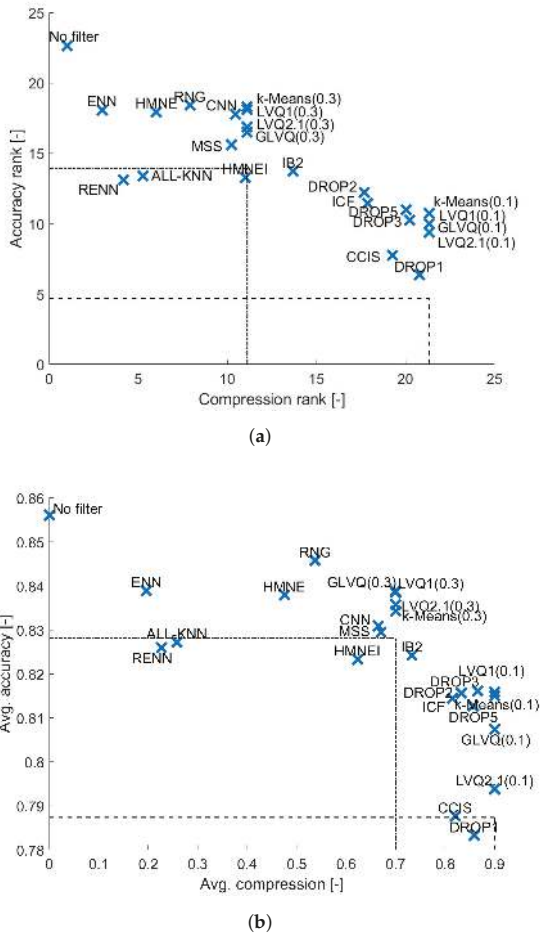 25
No filter
20
ENN
HMNE
RNG
CNN
k-Means(0.3)
LVQ1(0.3)
LVQ2.1(0.3)
GLVQ(0.3)
15
MSS
RENN
ALL-KNN
HMNEI
IB2
DROP2
ICF
DROP5
DROP3
k-Means(0.1)
LVQ1(0.1)
GLVQ(0.1)
LVQ2.1(0.1)
10
CCIS
DROP1
5
0
Accuracy rank [-]
0 5 10 15 20 25
Compression rank [-]
(a)
0.86
No filter
0.85
RNG
ENN
HMNE
GLVQ(0.3)
LVQ1(0.3)
0.84
LVQ2.1(0.3)
k-Means(0.3)
CNN
MSS
0.83
ALL-KNN
RENN
HMNEI
IB2
0.82
LVQ1(0.1)
DROP3
DROP2
ICF
k-Means(0.1)
DROP5
0.81
GLVQ(0.1)
0.8
LVQ2.1(0.1)
0.79
CCIS
DROP1
0.78
Avg. accuracy [-]
0 0.1 0.2 0.3 0.4 0.5 0.6 0.7 0.8 0.9
Avg. compression [-]
(b)